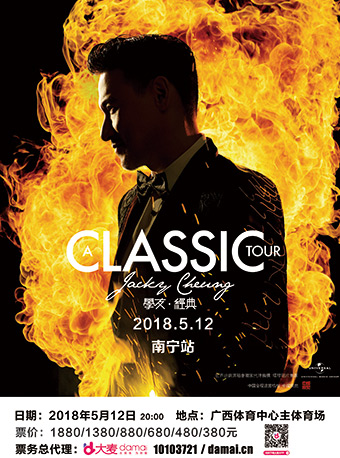 A CLASSIC TOUR
Jacky Cheung
學友·經典
2018.5.12
南宁站
UNIVERSAL
日期：2018年5月12日 20:00 地点：广西体育中心主体育场
票价：1880/1380/880/680/480/380元
票务总代理：大麦 damai 10103721 / damai.cn